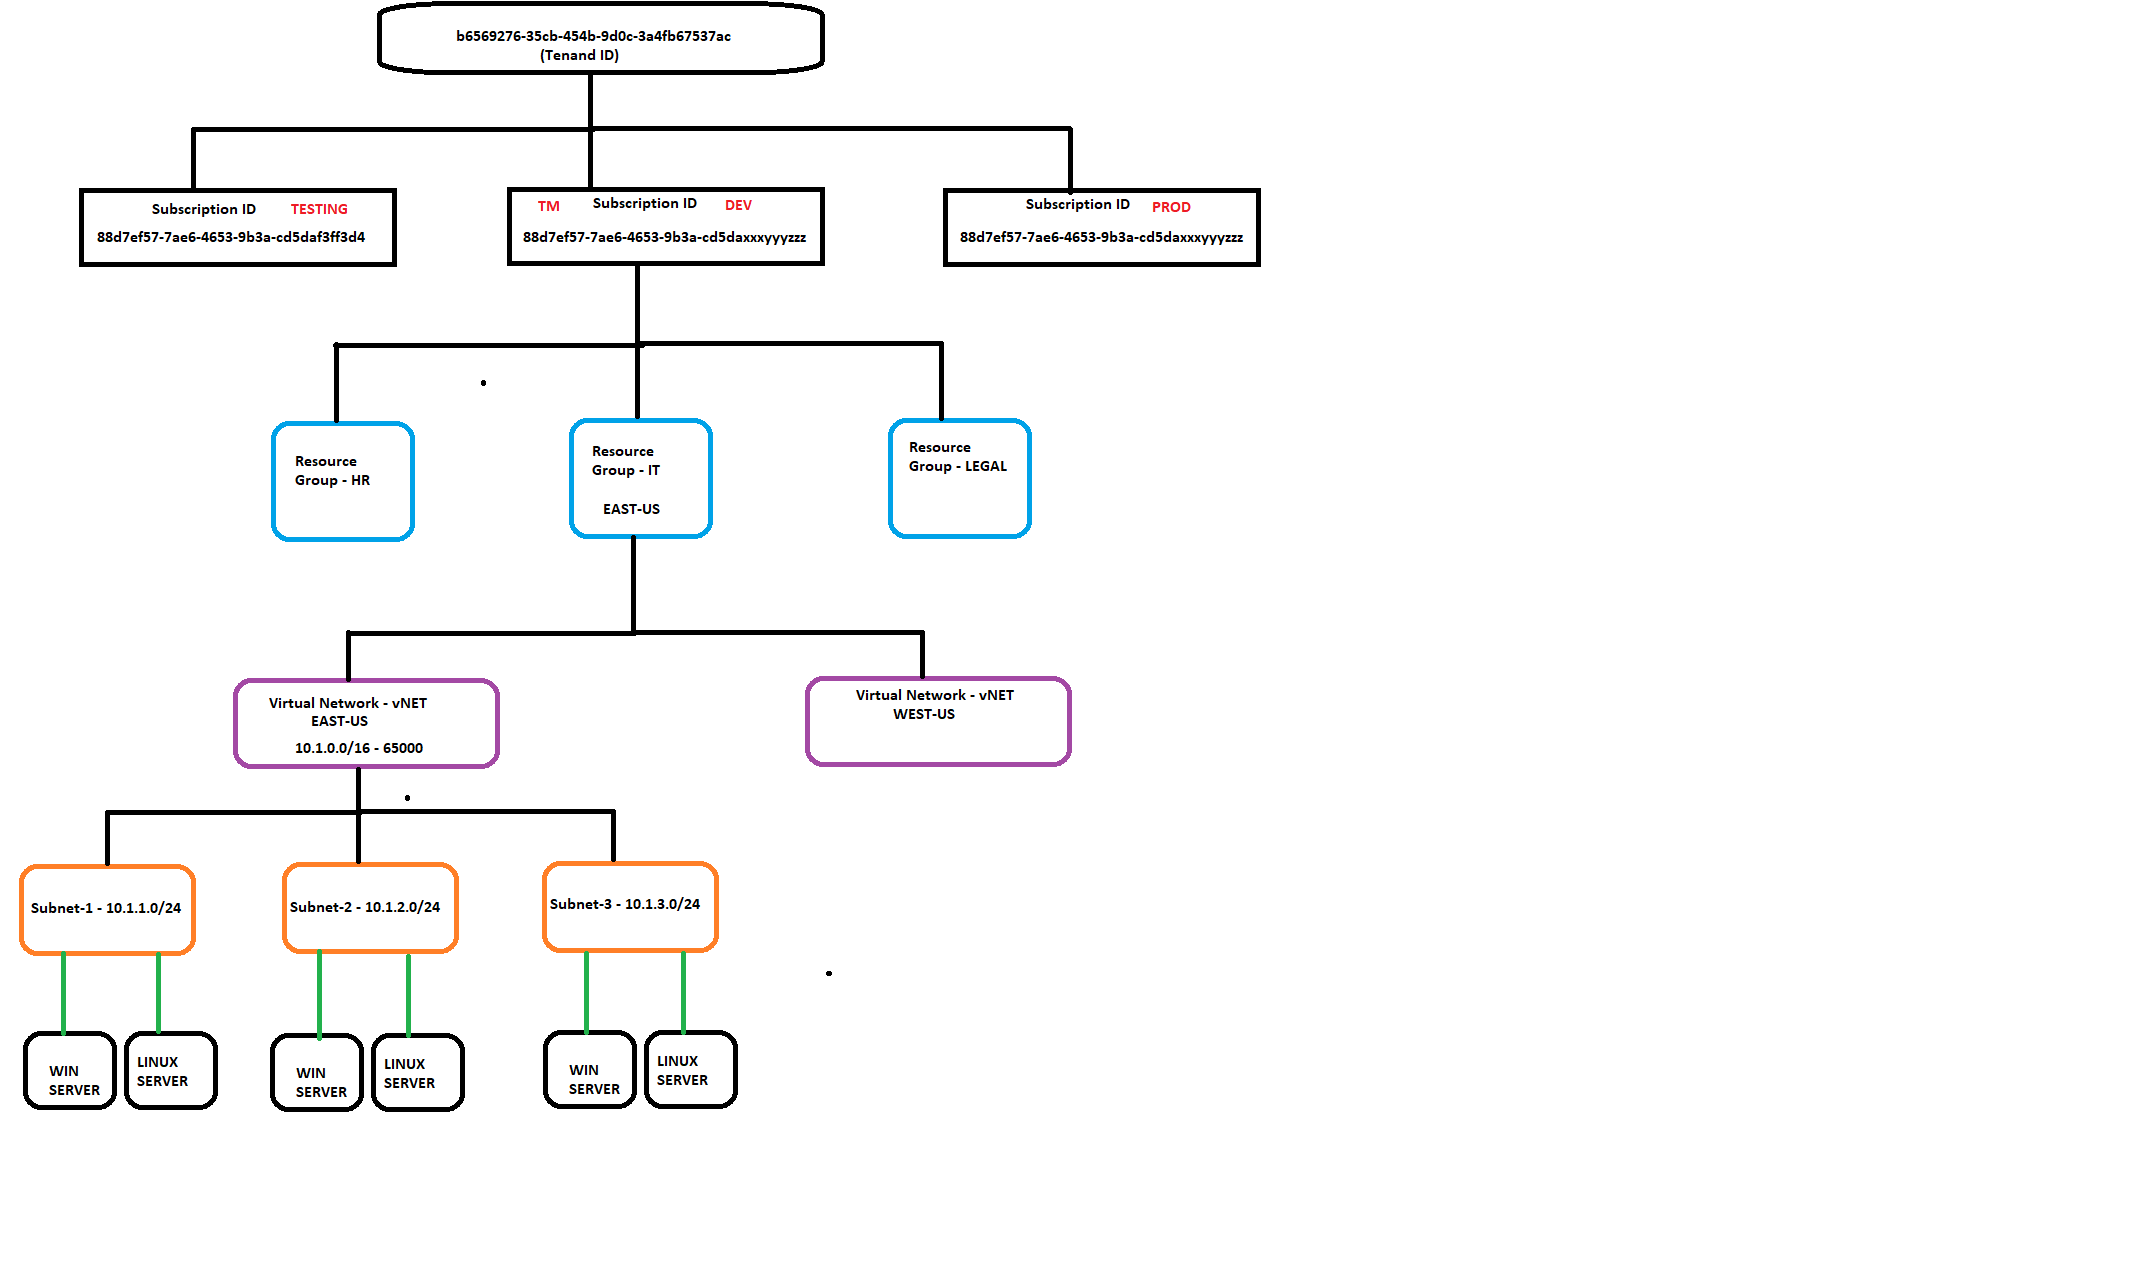 b6569276-35cb-454b-9d0c-3a4fb67537ac
(Tenand ID)
Subscription ID TESTING
88d7ef57-7ae6-4653-9b3a-cd5daf3ff3d4
TM Subscription ID DEV
88d7ef57-7ae6-4653-9b3a-cd5daxxxyyyzzz
Subscription ID PROD
88d7ef57-7ae6-4653-9b3a-cd5daxxxyyyzzz
Resource
Group - HR
Resource
Group - IT
EAST-US
Resource
Group - LEGAL
Virtual Network - vNET
EAST-US
10.1.0.0/16 - 65000
Virtual Network - vNET
WEST-US
Subnet-1 - 10.1.1.0/24
Subnet-2 - 10.1.2.0/24
Subnet-3 - 10.1.3.0/24
WIN
SERVER
LINUX
SERVER
WIN
SERVER
LINUX
SERVER
WIN
SERVER
LINUX
SERVER